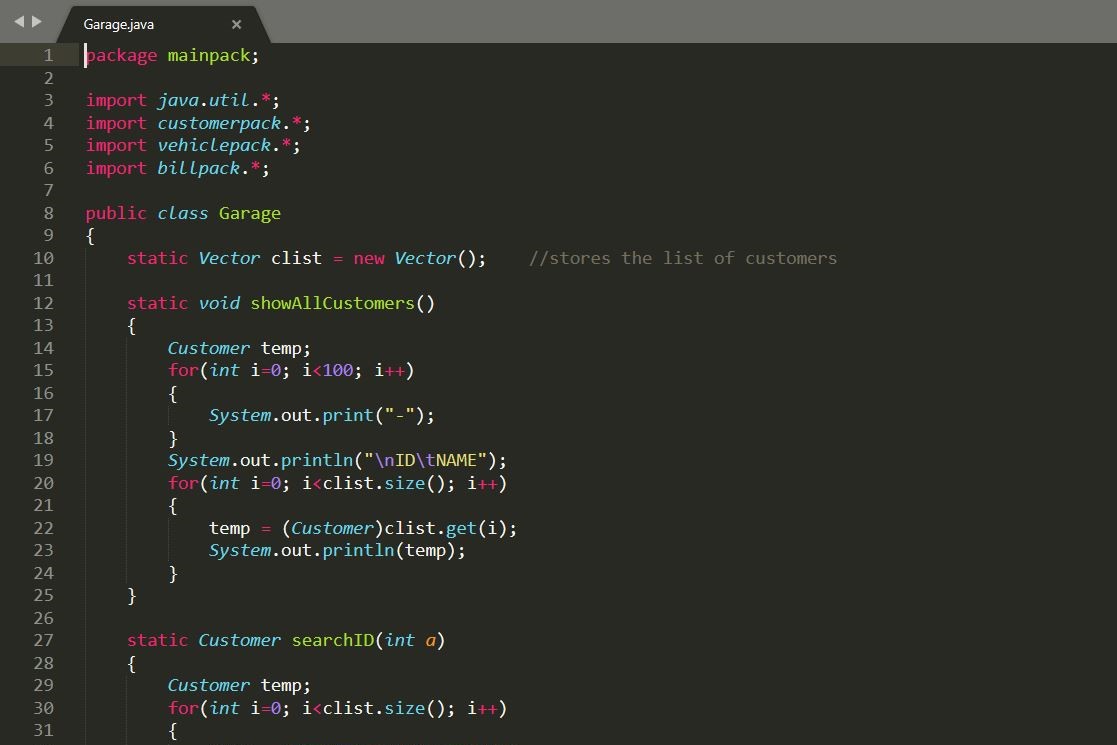 Garage.java ×
1 package mainpack;
2
3 import java.util.*;
4 import customerpack.*;
5 import vehiclepack.*;
6 import billpack.*;
7
8 public class Garage
9 {
10     static Vector clist = new Vector();    //stores the list of customers
11
12     static void showAllCustomers()
13     {
14         Customer temp;
15         for(int i=0; i<100; i++)
16         {
17             System.out.print("-");
18         }
19         System.out.println("\nID\tNAME");
20         for(int i=0; i<clist.size(); i++)
21         {
22             temp = (Customer)clist.get(i);
23             System.out.println(temp);
24         }
25     }
26
27     static Customer searchID(int a)
28     {
29         Customer temp;
30         for(int i=0; i<clist.size(); i++)
31         {